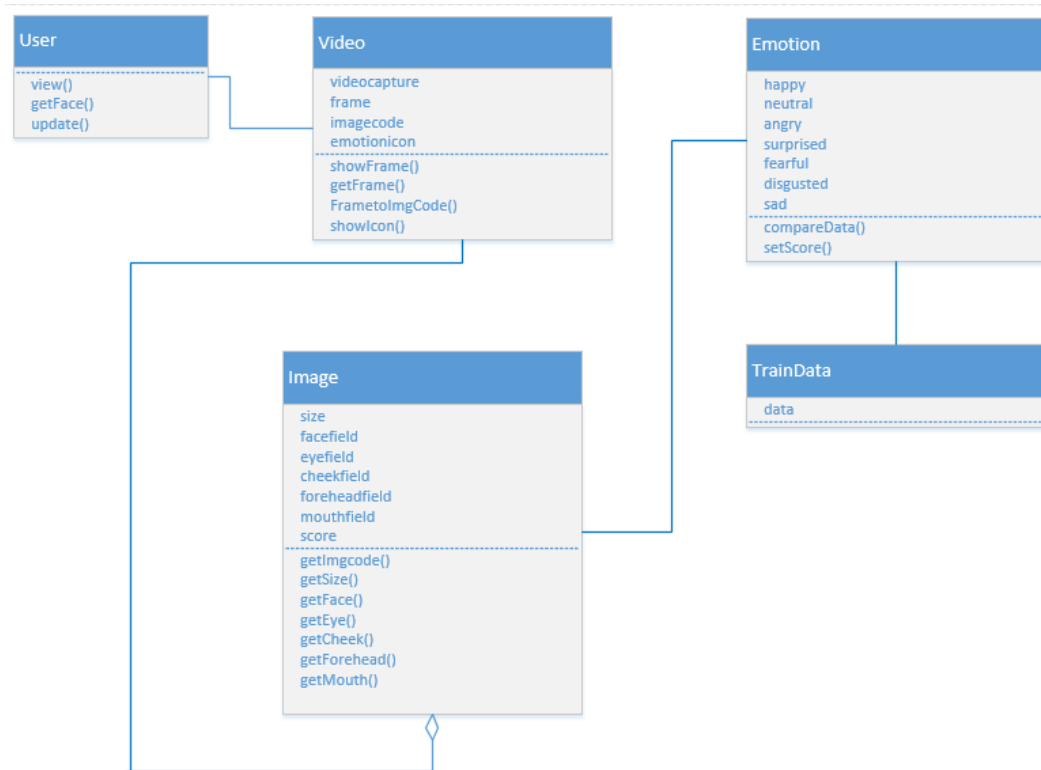 User
view()
getFace()
update()
Video
videocapture
frame
imagecode
emotionicon
showFrame()
getFrame()
FrametoImgCode()
showIcon()
Emotion
happy
neutral
angry
surprised
fearful
disgusted
sad
compareData()
setScore()
Image
size
facefield
eyefield
cheekfield
foreheadfield
mouthfield
score
getImgcode()
getSize()
getFace()
getEye()
getCheek()
getForehead()
getMouth()
TrainData
data